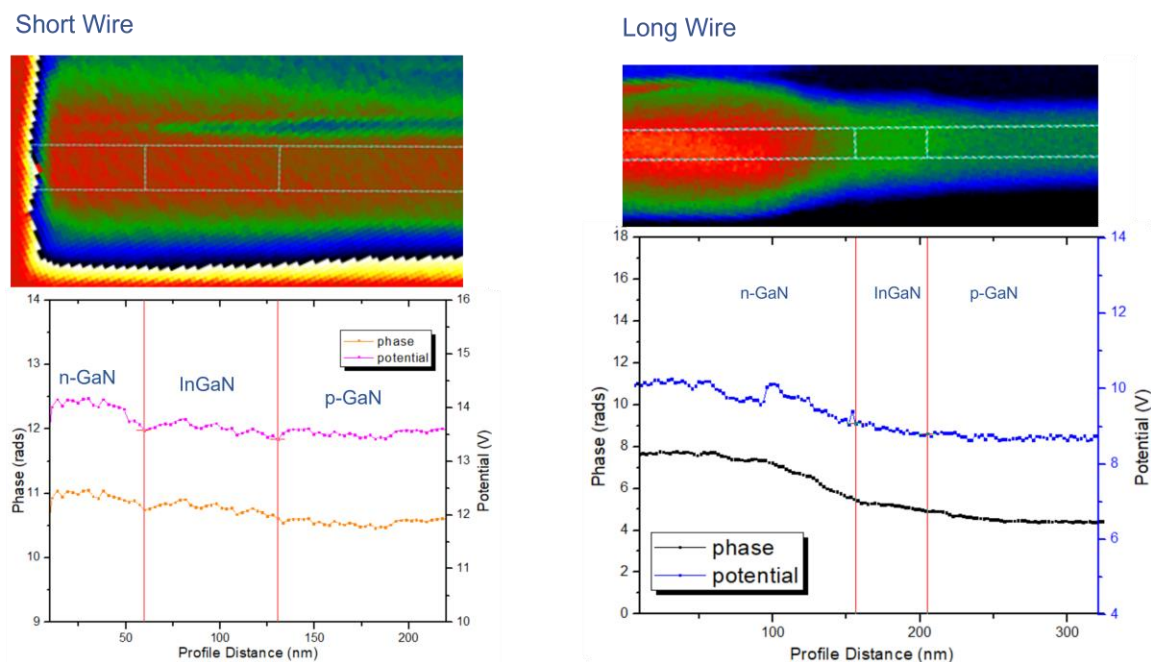 Short Wire
Long Wire
14
13
12
11
10
9
16
15
14
13
12
11
10
Phase (rads)
Potential (V)
n-GaN
InGaN
p-GaN
phase
potential
50
100
150
200
Profile Distance (nm)
18
16
14
12
10
8
6
4
2
0
14
12
10
8
6
4
Phase (rads)
Potential (V)
n-GaN
InGaN
p-GaN
phase
potential
100
200
300
Profile Distance (nm)